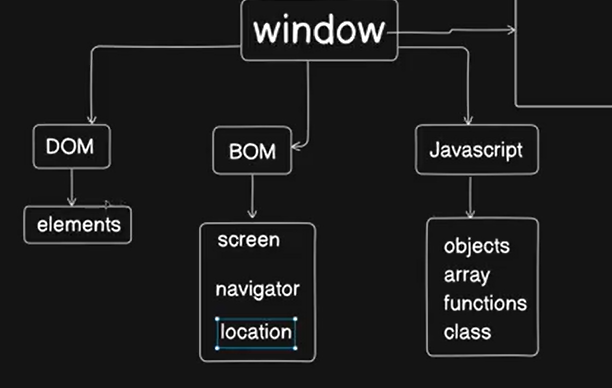 window
DOM
BOM
Javascript
elements
screen
navigator
location
objects
array
functions
class